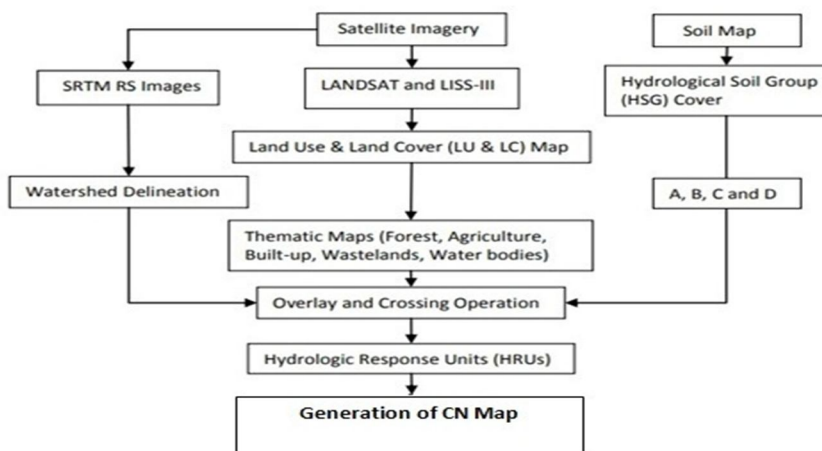 Satellite Imagery
Soil Map
SRTM RS Images
LANDSAT and LISS-III
Hydrological Soil Group
(HSG) Cover
Land Use & Land Cover (LU & LC) Map
Watershed Delineation
A, B, C and D
Thematic Maps (Forest, Agriculture,
Built-up, Wastelands, Water bodies)
Overlay and Crossing Operation
Hydrologic Response Units (HRUs)
Generation of CN Map